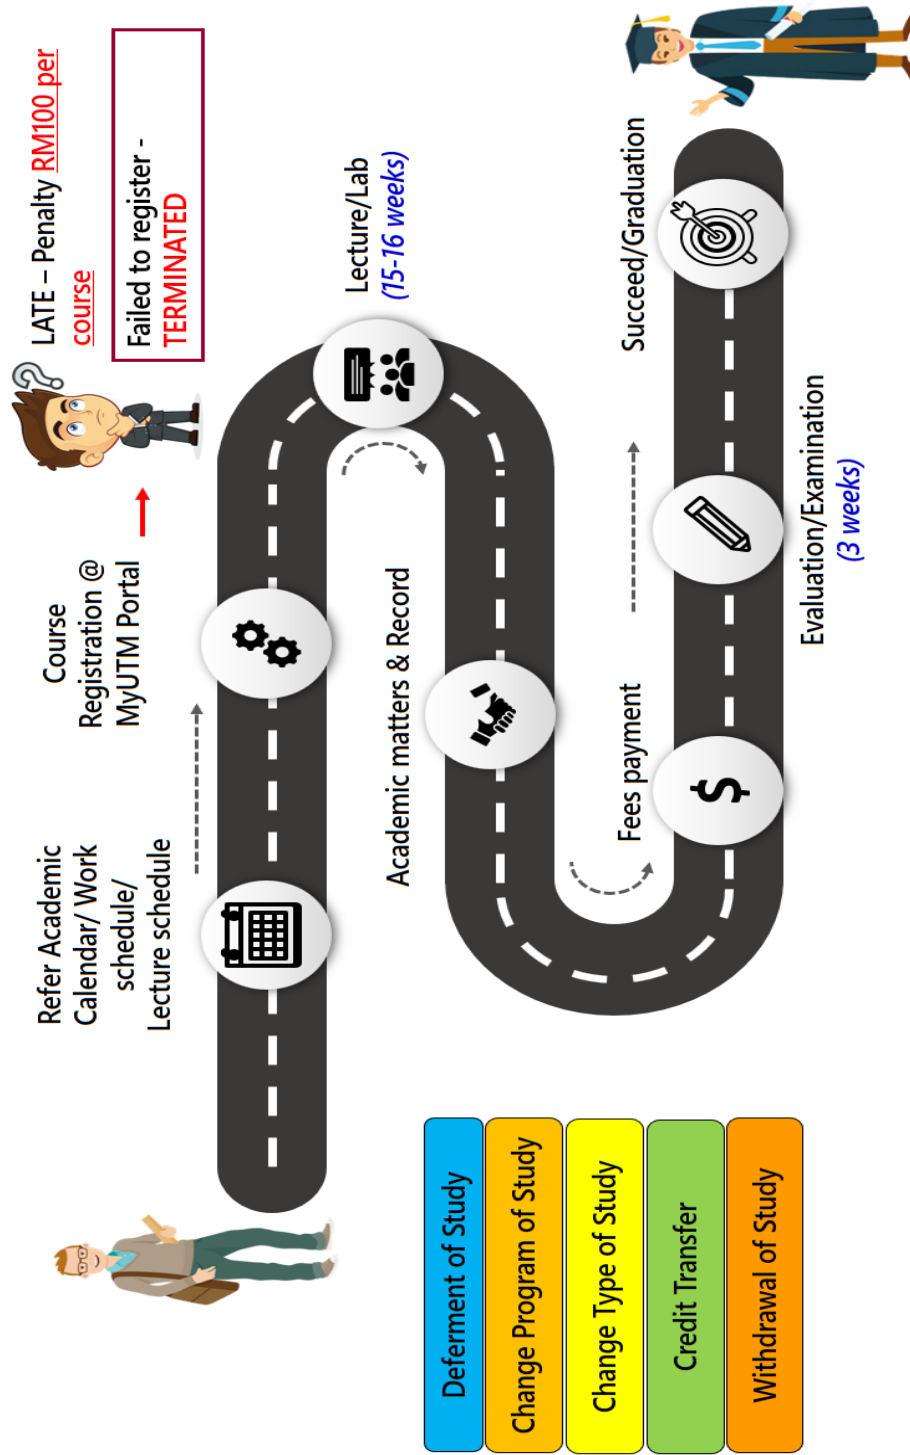 Refer Academic
Calendar/ Work
schedule/
Lecture schedule
Course
Registration @
MyUTM Portal
LATE – Penalty RM100 per
course
Failed to register -
TERMINATED
Lecture/Lab
(15-16 weeks)
Academic matters & Record
Fees payment
Evaluation/Examination
(3 weeks)
Succeed/Graduation
Deferment of Study
Change Program of Study
Change Type of Study
Credit Transfer
Withdrawal of Study